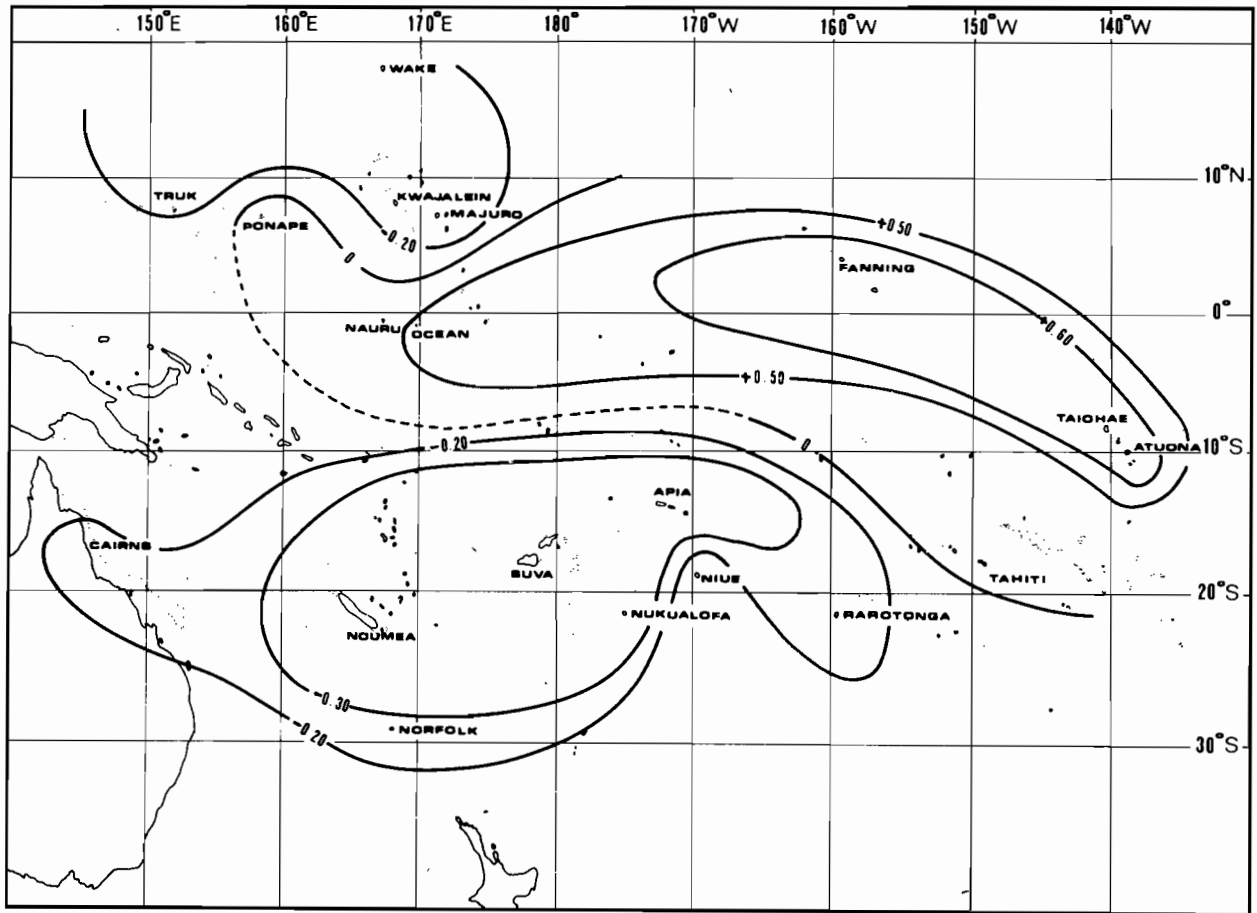 150°E 160°E 170°E 180° 170°W 160°W 150°W 140°W
WAKE
10°N
TRUK
KWAJALEIN
MAJURO
PONAPE
-0.20
+0.50
0
FANNING
0°
NAURU OCEAN
+0.60
+0.50
TAIOHAE
0.20
0
ATUONA
10°S
APIA
CAIRNS
SUVA
NIUE
TAHITI
20°S
NUKUALOFA
RAROTONGA
NOUMEA
-0.30
NORFOLK
-0.20
30°S